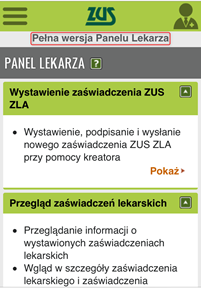 ZUS
Pełna wersja Panelu Lekarza
PANEL LEKARZA ?
Wystawienie zaświadczenia ZUS
ZLA
• Wystawienie, podpisanie i wysłanie
nowego zaświadczenia ZUS ZLA
przy pomocy kreatora
Pokaż
Przegląd zaświadczeń lekarskich
• Przeglądanie informacji o
wystawionych zaświadczeniach
lekarskich
• Wgląd w szczegóły zaświadczenia
lekarskiego i zaświadczenia